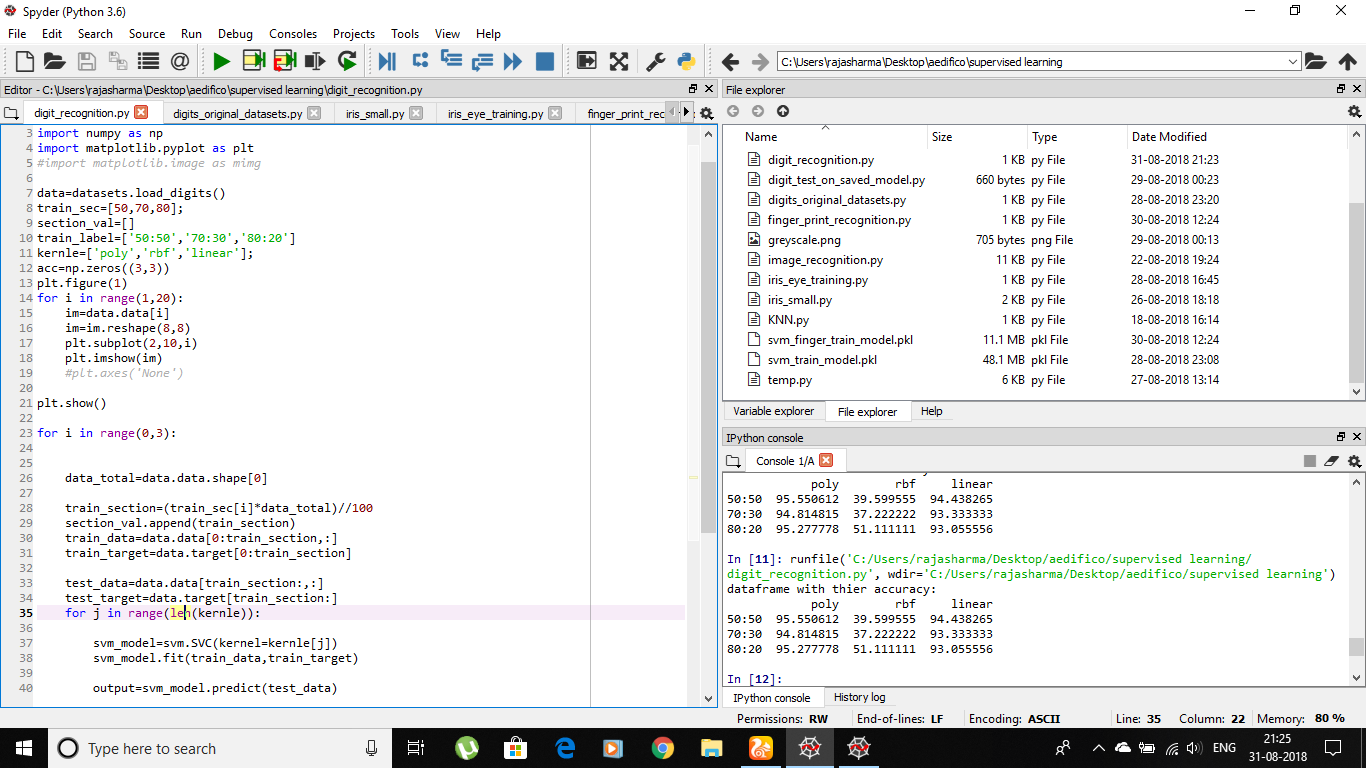 Spyder (Python 3.6)
File Edit Search Source Run Debug Consoles Projects Tools View Help
C:\Users\rajasharma\Desktop\aedifico\supervised learning
Editor - C:\Users\rajasharma\Desktop\aedifico\supervised learning\digit_recognition.py
digit_recognition.py digits_original_datasets.py iris_small.py iris_eye_training.py finger_print_rec
3 import numpy as np
4 import matplotlib.pyplot as plt
5 #import matplotlib.image as mimg
6
7 data=datasets.load_digits()
8 train_sec=[50,70,80];
9 section_val=[]
10 train_label=['50:50','70:30','80:20']
11 kernle=['poly','rbf','linear'];
12 acc=np.zeros((3,3))
13 plt.figure(1)
14 for i in range(1,20):
15     im=data.data[i]
16     im=im.reshape(8,8)
17     plt.subplot(2,10,i)
18     plt.imshow(im)
19     #plt.axes('None')
20
21 plt.show()
22
23 for i in range(0,3):
24
25
26     data_total=data.data.shape[0]
27
28     train_section=(train_sec[i]*data_total)//100
29     section_val.append(train_section)
30     train_data=data.data[0:train_section,:]
31     train_target=data.target[0:train_section]
32
33     test_data=data.data[train_section:,:]
34     test_target=data.target[train_section:]
35     for j in range(len(kernle)):
36
37         svm_model=svm.SVC(kernel=kernle[j])
38         svm_model.fit(train_data,train_target)
39
40         output=svm_model.predict(test_data)
File explorer
Name Size Type Date Modified
digit_recognition.py 1 KB py File 31-08-2018 21:23
digit_test_on_saved_model.py 660 bytes py File 29-08-2018 00:23
digits_original_datasets.py 1 KB py File 28-08-2018 23:20
finger_print_recognition.py 1 KB py File 30-08-2018 12:24
greyscale.png 705 bytes png File 29-08-2018 00:13
image_recognition.py 11 KB py File 22-08-2018 19:24
iris_eye_training.py 1 KB py File 28-08-2018 16:45
iris_small.py 2 KB py File 26-08-2018 18:18
KNN.py 1 KB py File 18-08-2018 16:14
svm_finger_train_model.pkl 11.1 MB pkl File 30-08-2018 12:24
svm_train_model.pkl 48.1 MB pkl File 28-08-2018 23:08
temp.py 6 KB py File 27-08-2018 13:14
Variable explorer File explorer Help
IPython console
Console 1/A
poly rbf linear
50:50 95.550612 39.599555 94.438265
70:30 94.814815 37.222222 93.333333
80:20 95.277778 51.111111 93.055556
In [11]: runfile('C:/Users/rajasharma/Desktop/aedifico/supervised learning/
digit_recognition.py', wdir='C:/Users/rajasharma/Desktop/aedifico/supervised learning')
dataframe with thier accuracy:
poly rbf linear
50:50 95.550612 39.599555 94.438265
70:30 94.814815 37.222222 93.333333
80:20 95.277778 51.111111 93.055556
In [12]:
IPython console History log
Permissions: RW End-of-lines: LF Encoding: ASCII Line: 35 Column: 22 Memory: 80 %
Type here to search
ENG
21:25
31-08-2018